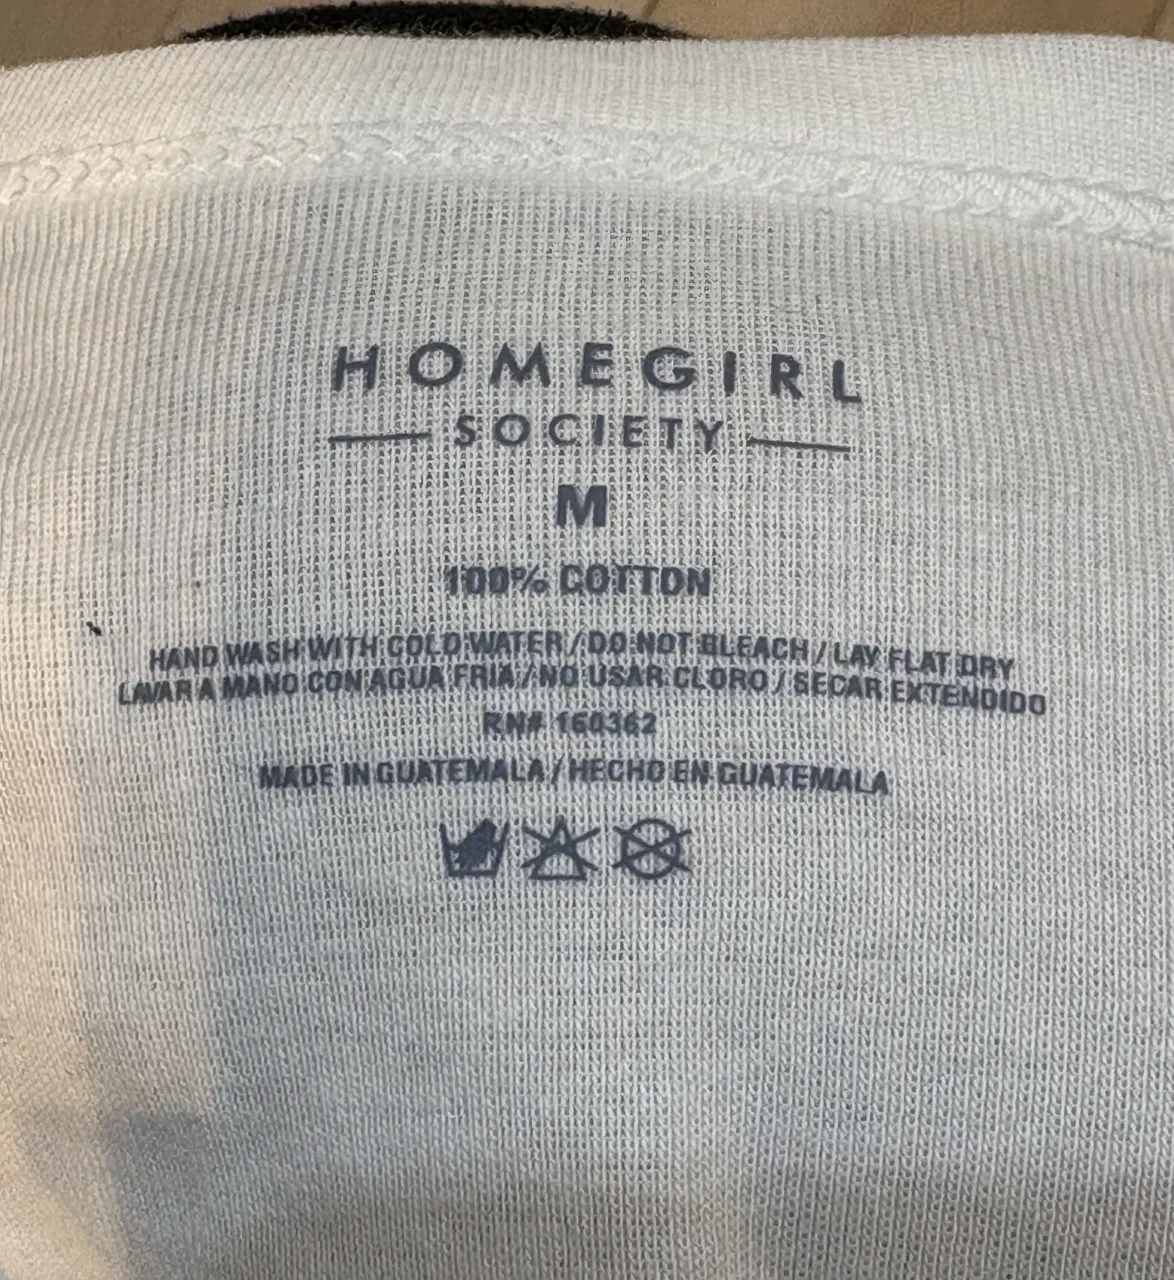 HOMEGIRL
SOCIETY
M
100% COTTON
HAND WASH WITH COLD WATER / DO NOT BLEACH / LAY FLAT DRY
LAVAR A MANO CON AGUA FRIA / NO USAR CLORO / SECAR EXTENDIDO
RN# 160362
MADE IN GUATEMALA / HECHO EN GUATEMALA